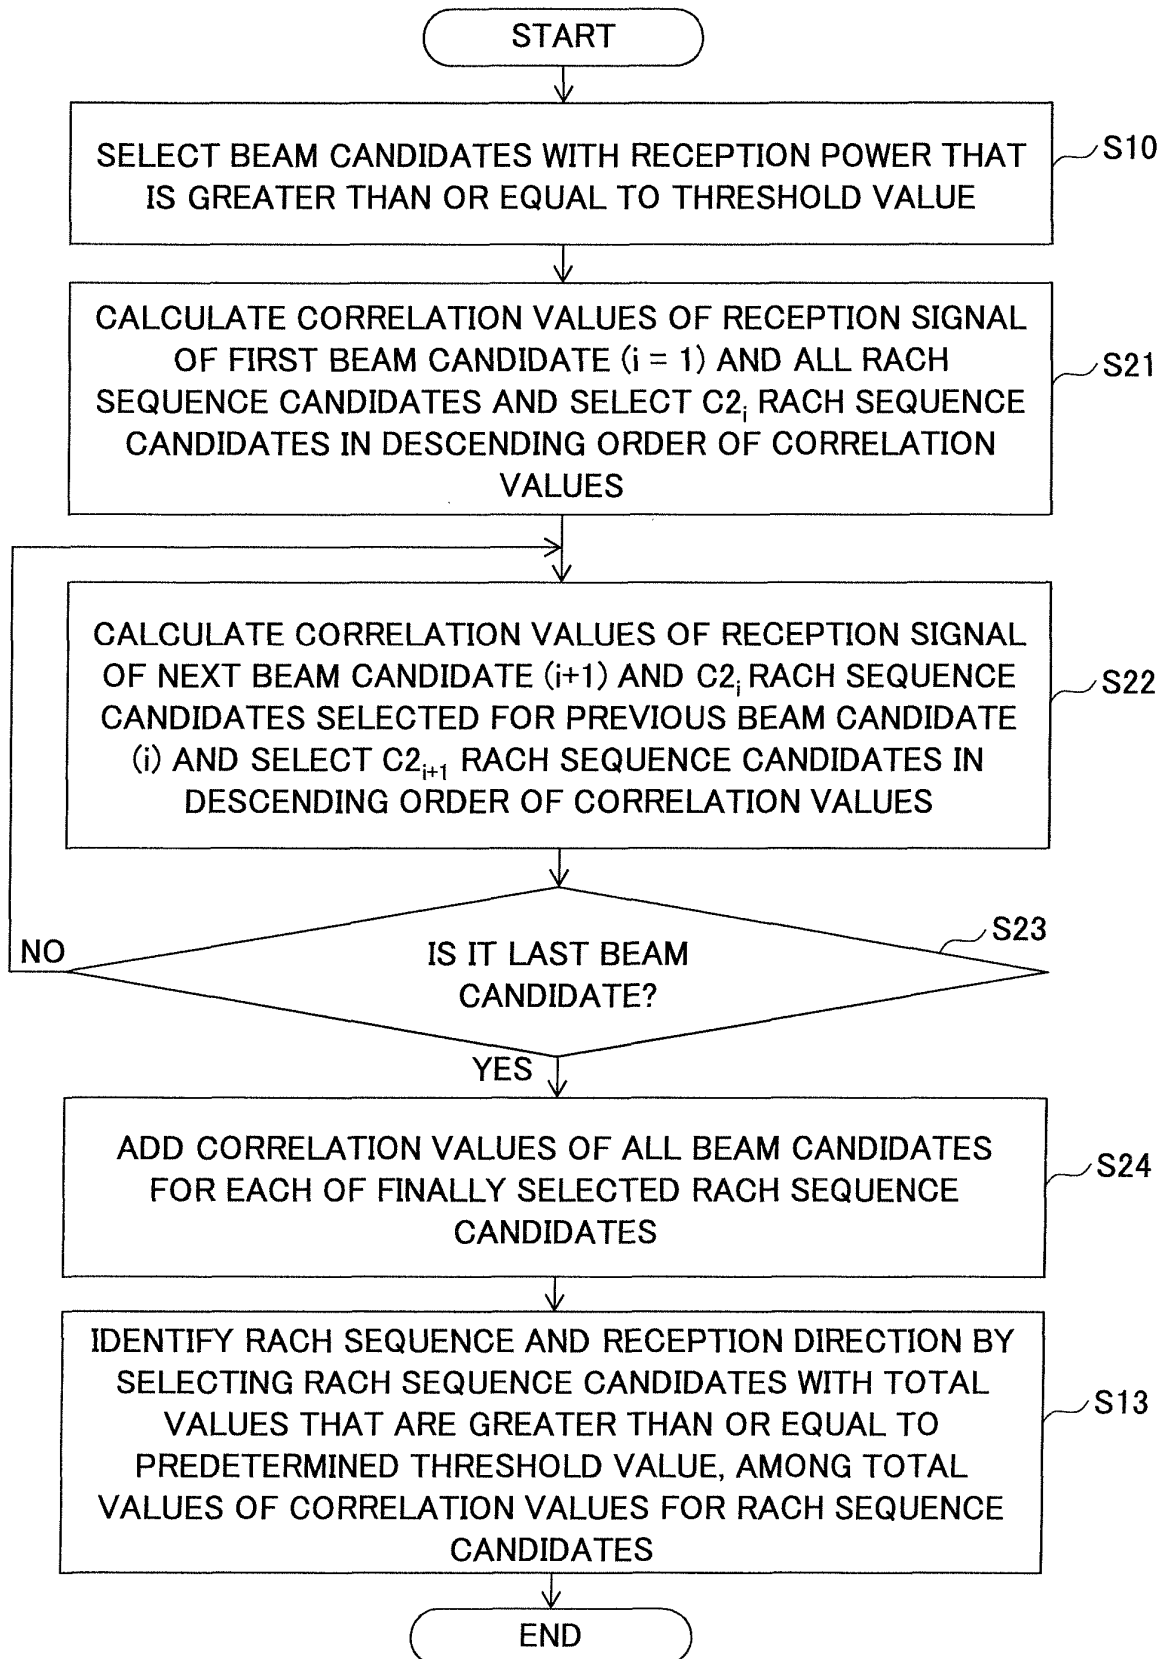 START
SELECT BEAM CANDIDATES WITH RECEPTION POWER THAT
IS GREATER THAN OR EQUAL TO THRESHOLD VALUE
S10
CALCULATE CORRELATION VALUES OF RECEPTION SIGNAL
OF FIRST BEAM CANDIDATE (i = 1) AND ALL RACH
SEQUENCE CANDIDATES AND SELECT C2i RACH SEQUENCE
CANDIDATES IN DESCENDING ORDER OF CORRELATION
VALUES
S21
CALCULATE CORRELATION VALUES OF RECEPTION SIGNAL
OF NEXT BEAM CANDIDATE (i+1) AND C2i RACH SEQUENCE
CANDIDATES SELECTED FOR PREVIOUS BEAM CANDIDATE
(i) AND SELECT C2i+1 RACH SEQUENCE CANDIDATES IN
DESCENDING ORDER OF CORRELATION VALUES
S22
IS IT LAST BEAM
CANDIDATE?
S23
NO
YES
ADD CORRELATION VALUES OF ALL BEAM CANDIDATES
FOR EACH OF FINALLY SELECTED RACH SEQUENCE
CANDIDATES
S24
IDENTIFY RACH SEQUENCE AND RECEPTION DIRECTION BY
SELECTING RACH SEQUENCE CANDIDATES WITH TOTAL
VALUES THAT ARE GREATER THAN OR EQUAL TO
PREDETERMINED THRESHOLD VALUE, AMONG TOTAL
VALUES OF CORRELATION VALUES FOR RACH SEQUENCE
CANDIDATES
S13
END